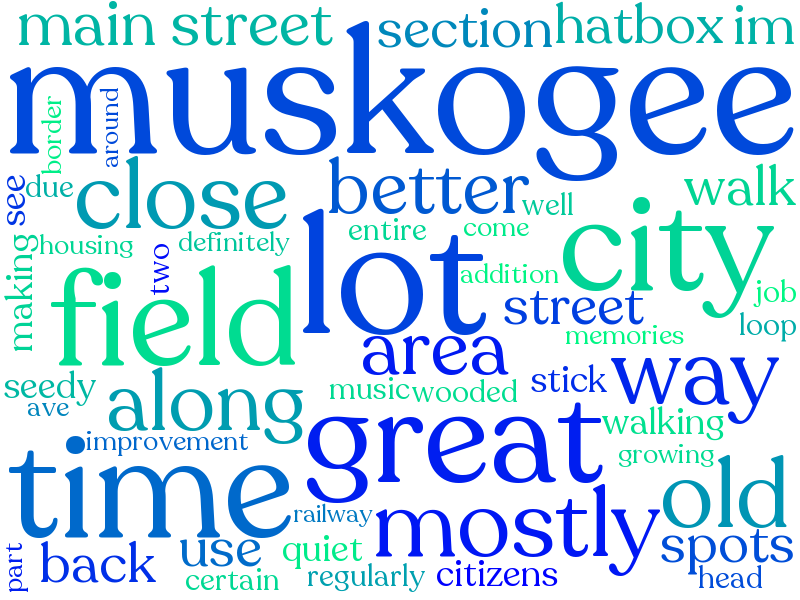 main street section hatbox im
muskogee
border
around
see due close better well walk
making housing definitely two entire come city
field lot addition job
street memories loop
area way
seedy ave along music wooded stick walking
improvement great growing
time railway mostly old
part back use quiet spots
certain regularly citizens head